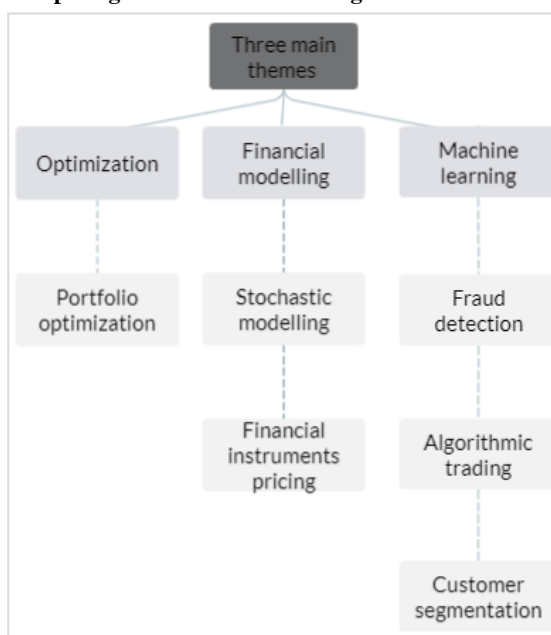 Three main
themes
Optimization
Financial
modelling
Machine
learning
Portfolio
optimization
Stochastic
modelling
Fraud
detection
Financial
instruments
pricing
Algorithmic
trading
Customer
segmentation